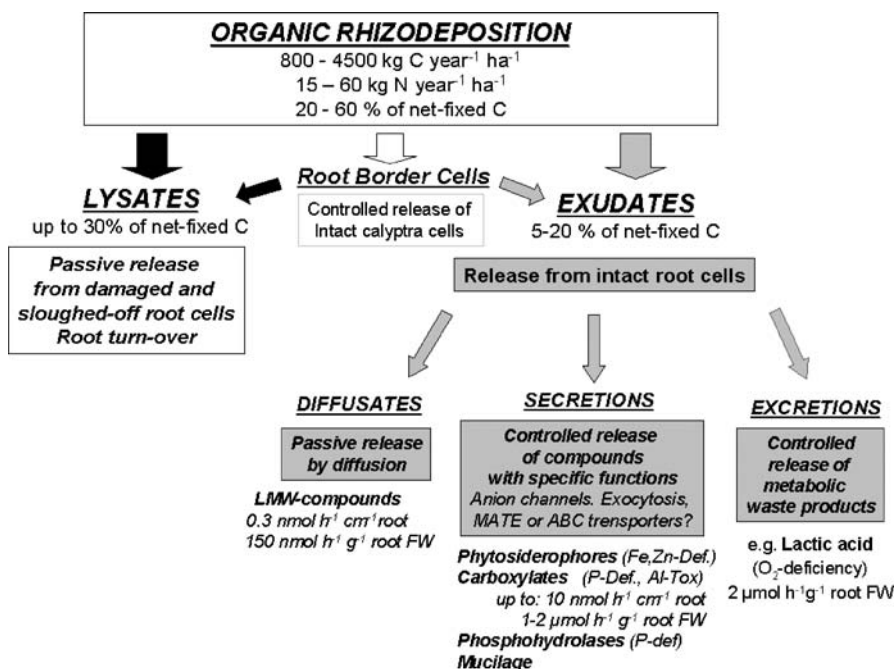 ORGANIC RHIZODEPOSITION
800 - 4500 kg C year⁻¹ ha⁻¹
15 – 60 kg N year⁻¹ ha⁻¹
20 - 60 % of net-fixed C
LYSATES
up to 30% of net-fixed C
Passive release
from damaged and
sloughed-off root cells
Root turn-over
Root Border Cells
Controlled release of
Intact calyptra cells
EXUDATES
5-20 % of net-fixed C
Release from intact root cells
DIFFUSATES
Passive release
by diffusion
LMW-compounds
0.3 nmol h⁻¹ cm⁻¹root
150 nmol h⁻¹ g⁻¹ root FW
SECRETIONS
Controlled release
of compounds
with specific functions
Anion channels. Exocytosis,
MATE or ABC trensporters?
Phytosiderophores (Fe,Zn-Def.)
Carboxylates (P-Def., Al-Tox)
up to: 10 nmol h⁻¹ cm⁻¹ root
1-2 µmol h⁻¹ g⁻¹ root FW
Phosphohydrolases (P-def)
Mucilage
EXCRETIONS
Controlled
release of
metabolic
waste products
e.g. Lactic acid
(O₂-deficiency)
2 µmol h⁻¹g⁻¹ root FW